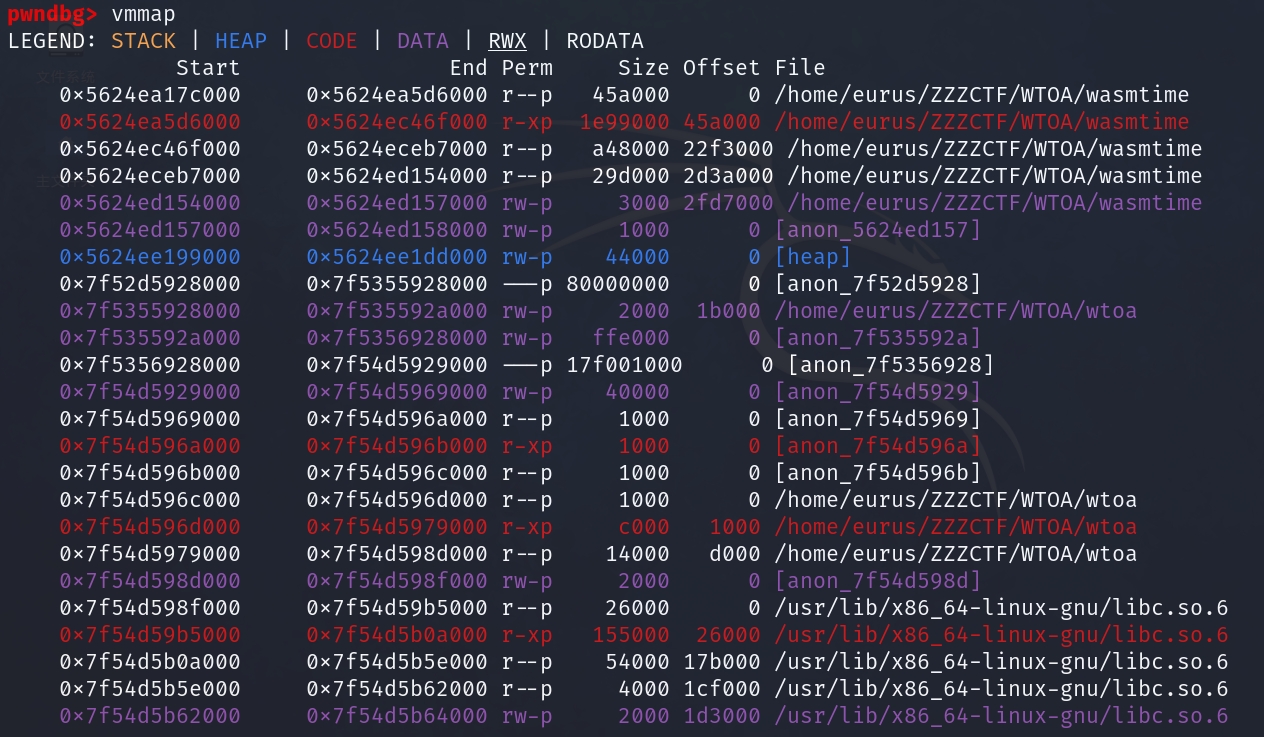 pwndbg> vmmap
LEGEND: STACK | HEAP | CODE | DATA | RWX | RODATA
Start End Perm Size Offset File
0x5624ea17c000 0x5624ea5d6000 r--p 45a000 0 /home/eurus/ZZZCTF/WTOA/wasmtime
0x5624ea5d6000 0x5624ec46f000 r-xp 1e99000 45a000 /home/eurus/ZZZCTF/WTOA/wasmtime
0x5624ec46f000 0x5624eceb7000 r--p a48000 22f3000 /home/eurus/ZZZCTF/WTOA/wasmtime
0x5624eceb7000 0x5624ed154000 r--p 29d000 2d3a000 /home/eurus/ZZZCTF/WTOA/wasmtime
0x5624ed154000 0x5624ed157000 rw-p 3000 2fd7000 /home/eurus/ZZZCTF/WTOA/wasmtime
0x5624ed157000 0x5624ed158000 rw-p 1000 0 [anon_5624ed157]
0x5624ee199000 0x5624ee1dd000 rw-p 44000 0 [heap]
0x7f52d5928000 0x7f5355928000 ---p 80000000 0 [anon_7f52d5928]
0x7f5355928000 0x7f535592a000 rw-p 2000 1b000 /home/eurus/ZZZCTF/WTOA/wtoa
0x7f535592a000 0x7f5356928000 rw-p ffe000 0 [anon_7f535592a]
0x7f5356928000 0x7f54d5929000 ---p 17f001000 0 [anon_7f5356928]
0x7f54d5929000 0x7f54d5969000 rw-p 40000 0 [anon_7f54d5929]
0x7f54d5969000 0x7f54d596a000 r--p 1000 0 [anon_7f54d5969]
0x7f54d596a000 0x7f54d596b000 r-xp 1000 0 [anon_7f54d596a]
0x7f54d596b000 0x7f54d596c000 r--p 1000 0 [anon_7f54d596b]
0x7f54d596c000 0x7f54d596d000 r--p 1000 0 /home/eurus/ZZZCTF/WTOA/wtoa
0x7f54d596d000 0x7f54d5979000 r-xp c000 1000 /home/eurus/ZZZCTF/WTOA/wtoa
0x7f54d5979000 0x7f54d598d000 r--p 14000 d000 /home/eurus/ZZZCTF/WTOA/wtoa
0x7f54d598d000 0x7f54d598f000 rw-p 2000 0 [anon_7f54d598d]
0x7f54d598f000 0x7f54d59b5000 r--p 26000 0 /usr/lib/x86_64-linux-gnu/libc.so.6
0x7f54d59b5000 0x7f54d5b0a000 r-xp 155000 26000 /usr/lib/x86_64-linux-gnu/libc.so.6
0x7f54d5b0a000 0x7f54d5b5e000 r--p 54000 17b000 /usr/lib/x86_64-linux-gnu/libc.so.6
0x7f54d5b5e000 0x7f54d5b62000 r--p 4000 1cf000 /usr/lib/x86_64-linux-gnu/libc.so.6
0x7f54d5b62000 0x7f54d5b64000 rw-p 2000 1d3000 /usr/lib/x86_64-linux-gnu/libc.so.6